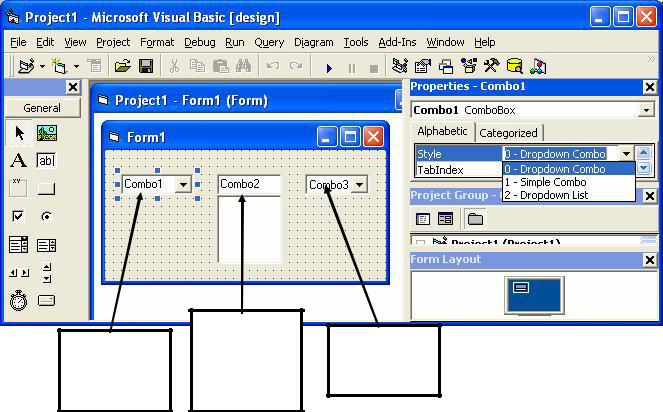 Project1 - Microsoft Visual Basic [design]
File Edit View Project Format Debug Run Query Diagram Tools Add-Ins Window Help
General
A
ab
xy
Project1 - Form1 (Form)
Form1
Combo1
Combo2
Combo3
Properties - Combo1
Combo1 ComboBox
Alphabetic Categorized
Style 0 - Dropdown Combo
TabIndex
0 - Dropdown Combo
1 - Simple Combo
2 - Dropdown List
Project Group -
Project1 (Project1)
Form Layout